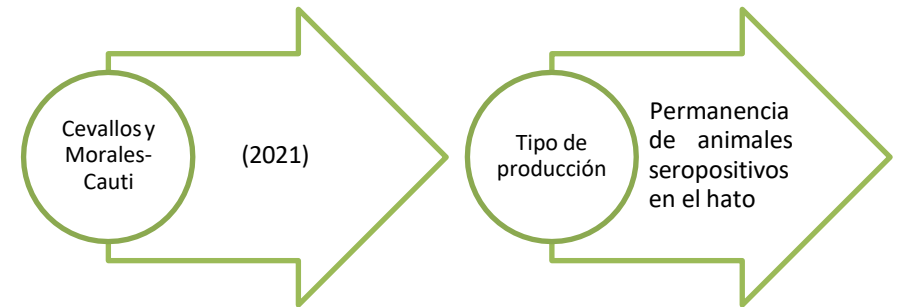 Cevallos y
Morales-
Cauti
(2021)
Tipo de
producción
Permanencia
de animales
seropositivos
en el hato